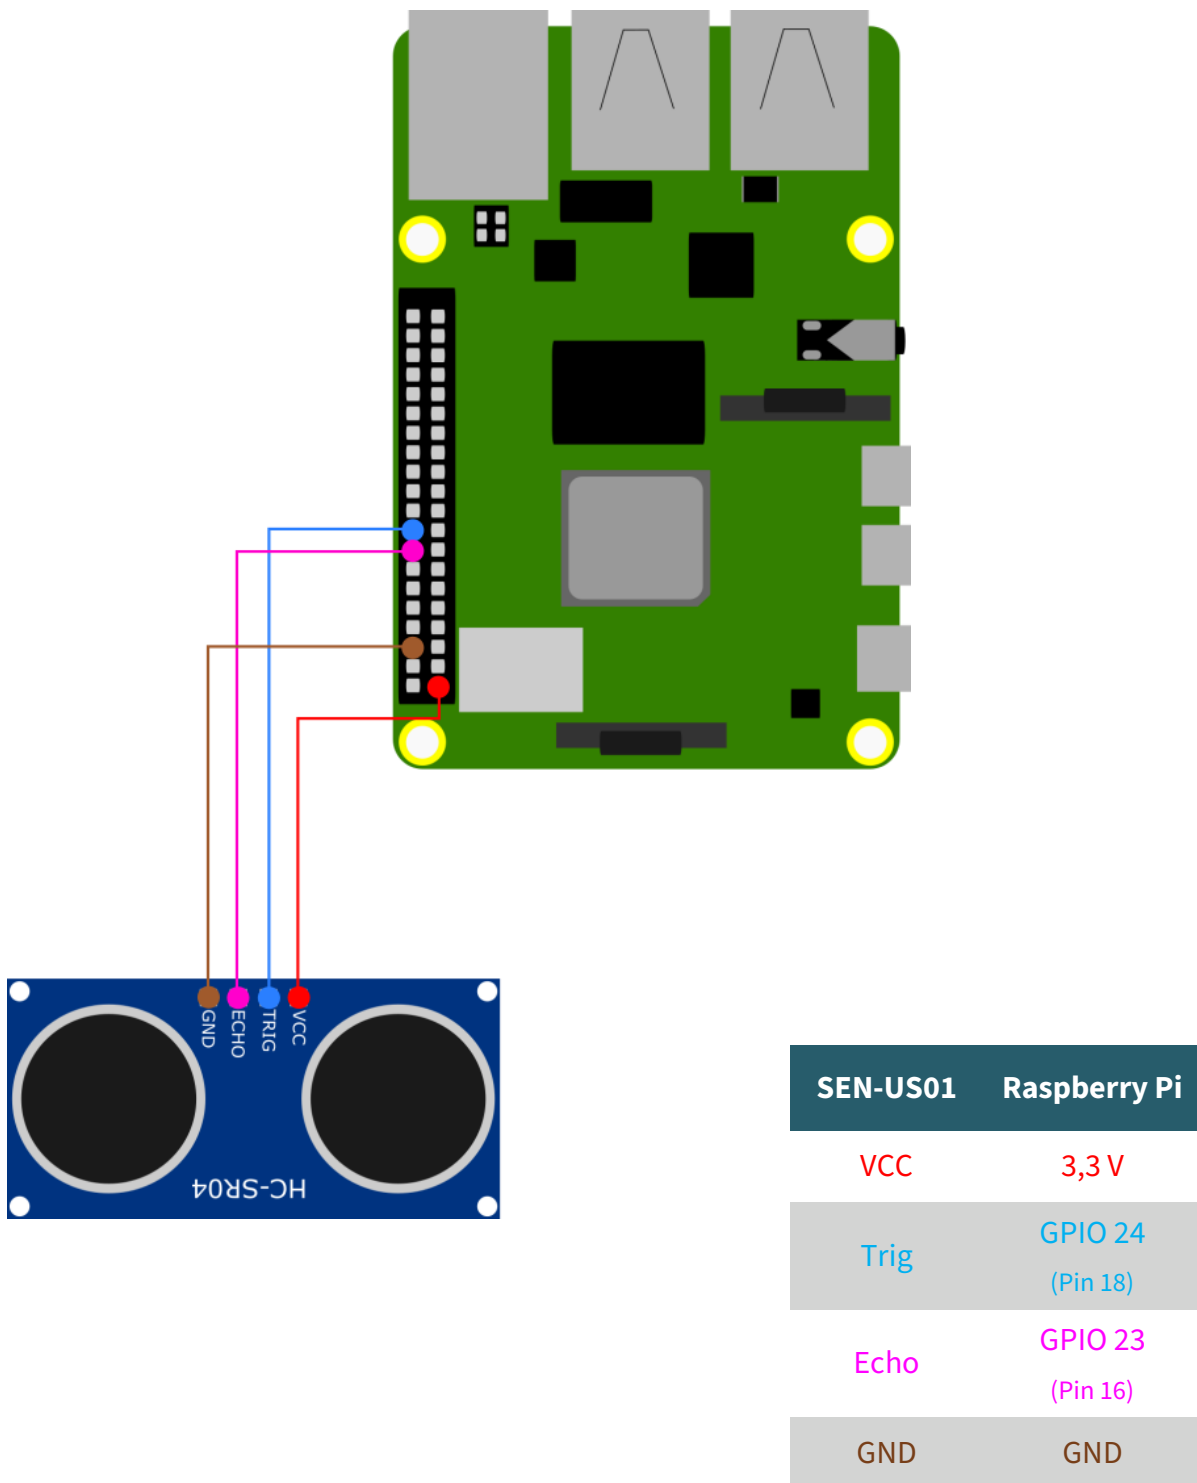 GND
ECHO
TRIG
VCC
HC-SR04
SEN-US01 Raspberry Pi
VCC 3,3 V
Trig GPIO 24
(Pin 18)
Echo GPIO 23
(Pin 16)
GND GND